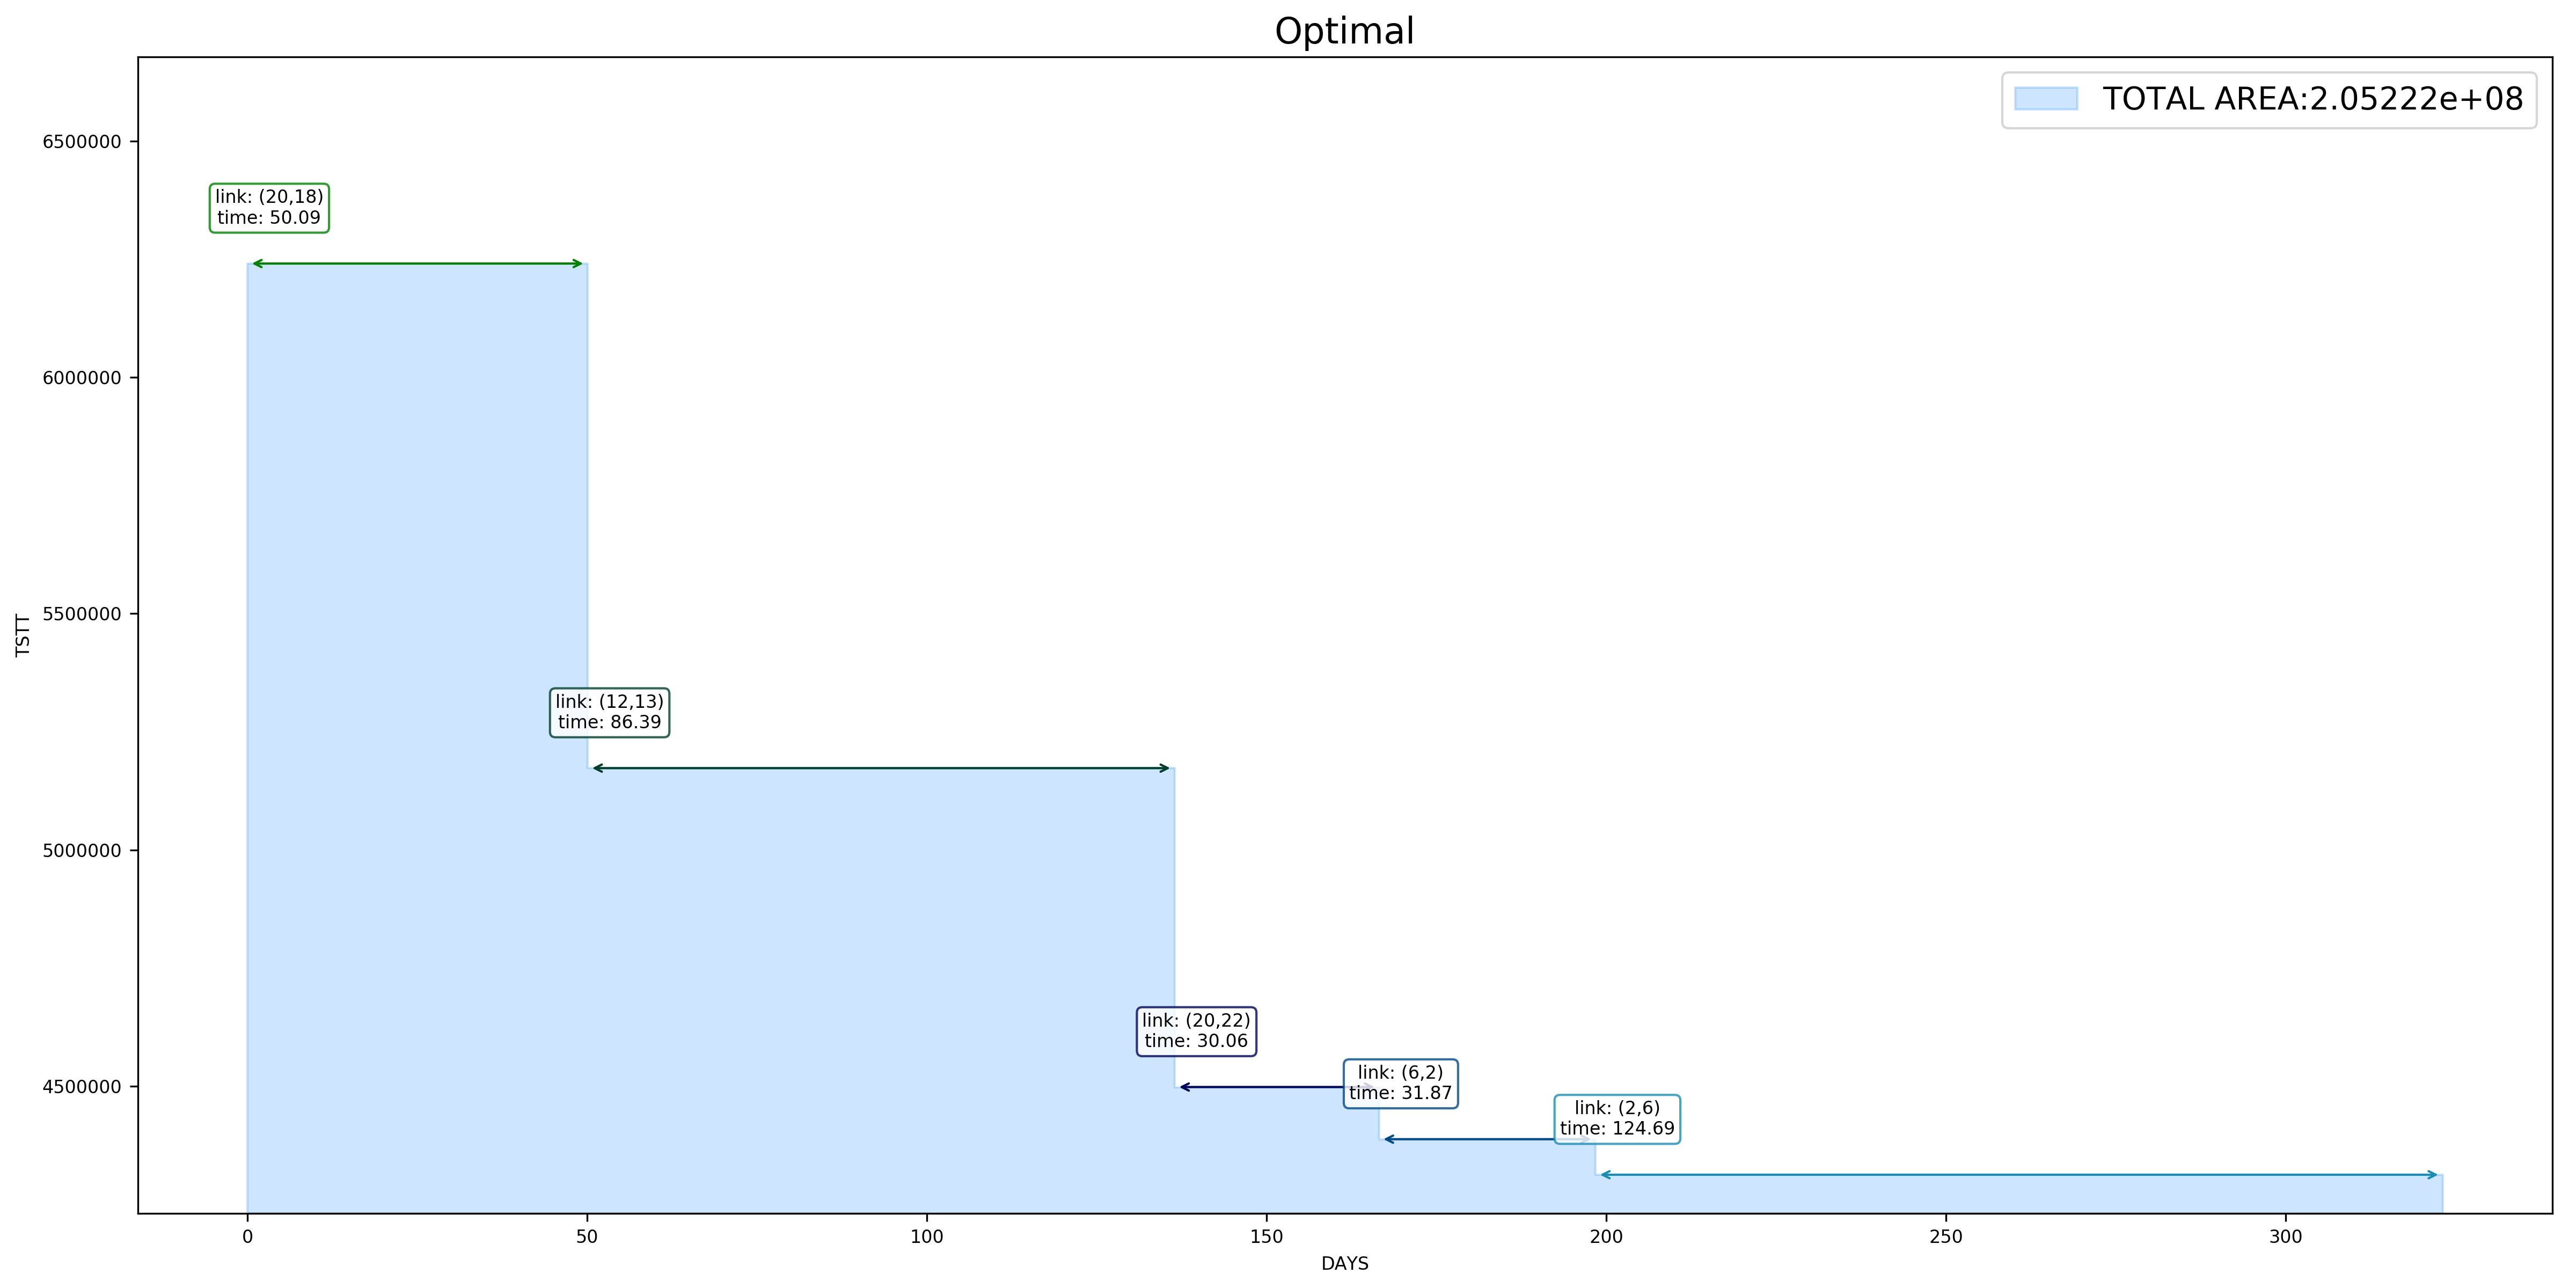 Optimal
TOTAL AREA:2.05222e+08
6500000
6000000
5500000
5000000
4500000
TSTT
link: (20,18)
time: 50.09
link: (12,13)
time: 86.39
link: (20,22)
time: 30.06
link: (6,2)
time: 31.87
link: (2,6)
time: 124.69
0
50
100
150
200
250
300
DAYS